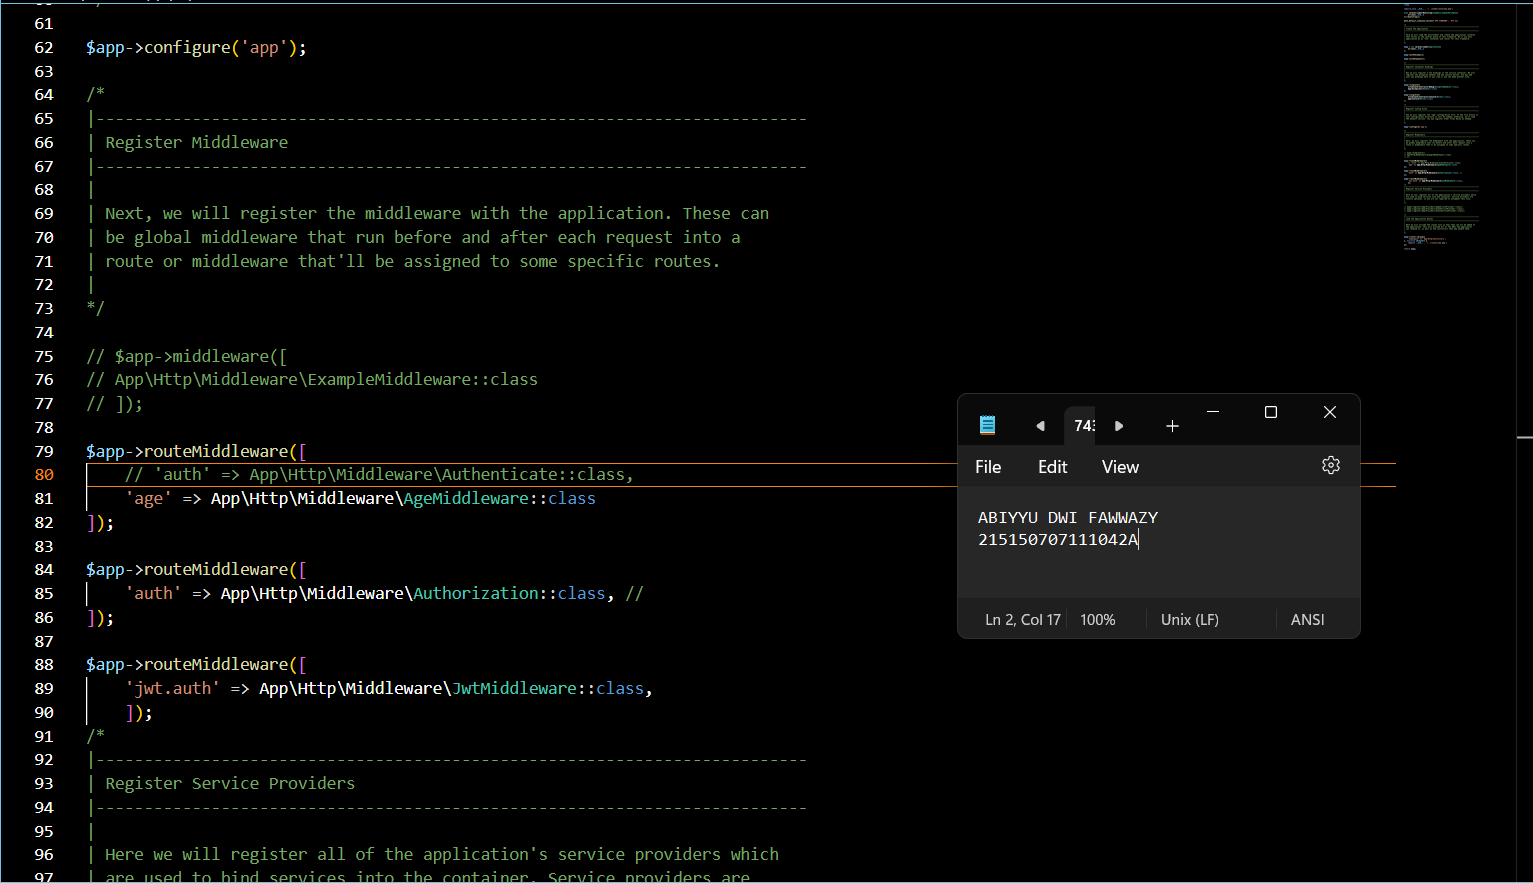 61
62 $app->configure('app');
63
64 /*
65 |--------------------------------------------------------------------------
66 | Register Middleware
67 |--------------------------------------------------------------------------
68 |
69 | Next, we will register the middleware with the application. These can
70 | be global middleware that run before and after each request into a
71 | route or middleware that'll be assigned to some specific routes.
72 |
73 */
74
75 // $app->middleware([
76 // App\Http\Middleware\ExampleMiddleware::class
77 // ]);
78
79 $app->routeMiddleware([
80 // 'auth' => App\Http\Middleware\Authenticate::class,
81 'age' => App\Http\Middleware\AgeMiddleware::class
82 ]);
83
84 $app->routeMiddleware([
85 'auth' => App\Http\Middleware\Authorization::class, //
86 ]);
87
88 $app->routeMiddleware([
89 'jwt.auth' => App\Http\Middleware\JwtMiddleware::class,
90 ]);
91 /*
92 |--------------------------------------------------------------------------
93 | Register Service Providers
94 |--------------------------------------------------------------------------
95 |
96 | Here we will register all of the application's service providers which
97 | are used to bind services into the container. Service providers are
743
File Edit View
ABIYYU DWI FAWWAZY
215150707111042A
Ln 2, Col 17 100% Unix (LF) ANSI